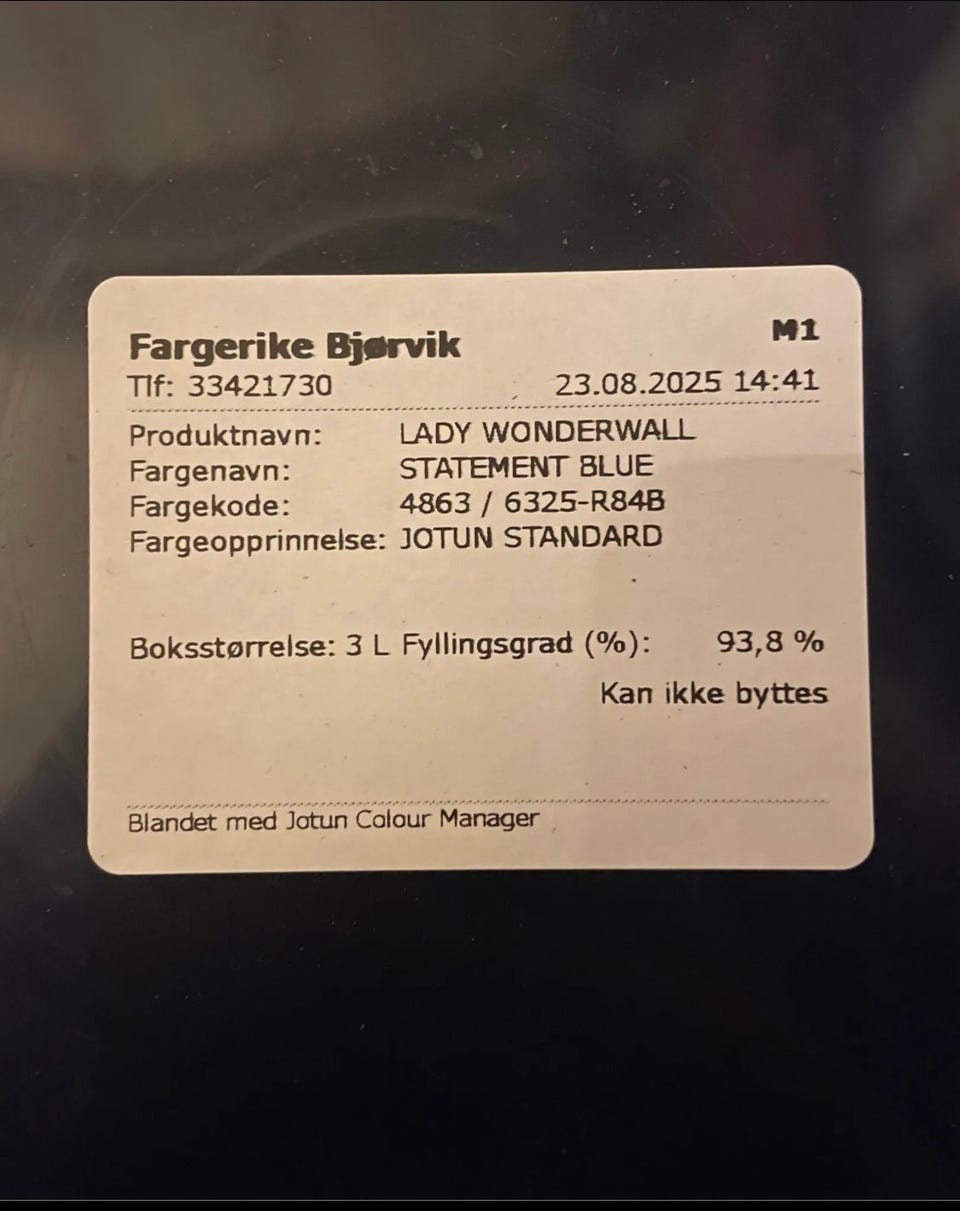 Fargerike Bjørvik
M1
Tlf: 33421730
23.08.2025 14:41
Produktnavn: LADY WONDERWALL
Fargenavn: STATEMENT BLUE
Fargekode: 4863 / 6325-R84B
Fargeopprinnelse: JOTUN STANDARD
Boksstørrelse: 3 L Fyllingsgrad (%): 93,8 %
Kan ikke byttes
Blandet med Jotun Colour Manager